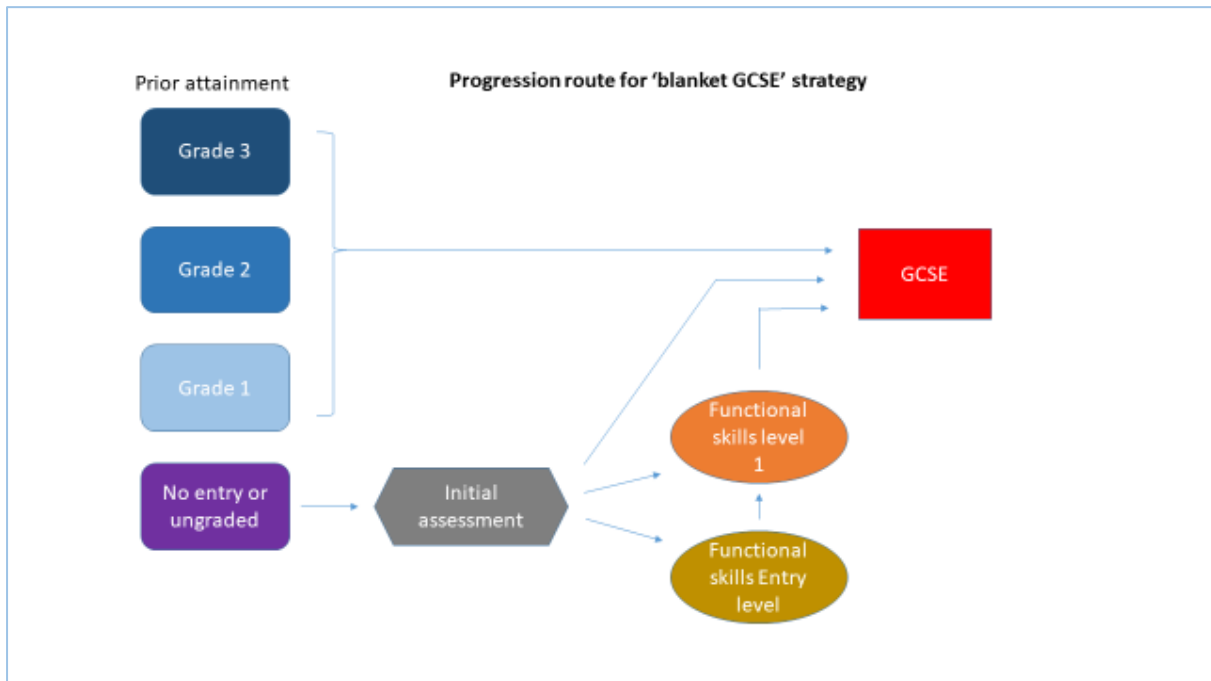 Prior attainment
Progression route for ‘blanket GCSE’ strategy
Grade 3
Grade 2
GCSE
Grade 1
Functional
skills level
1
No entry or
ungraded
Initial
assessment
Functional
skills Entry
level